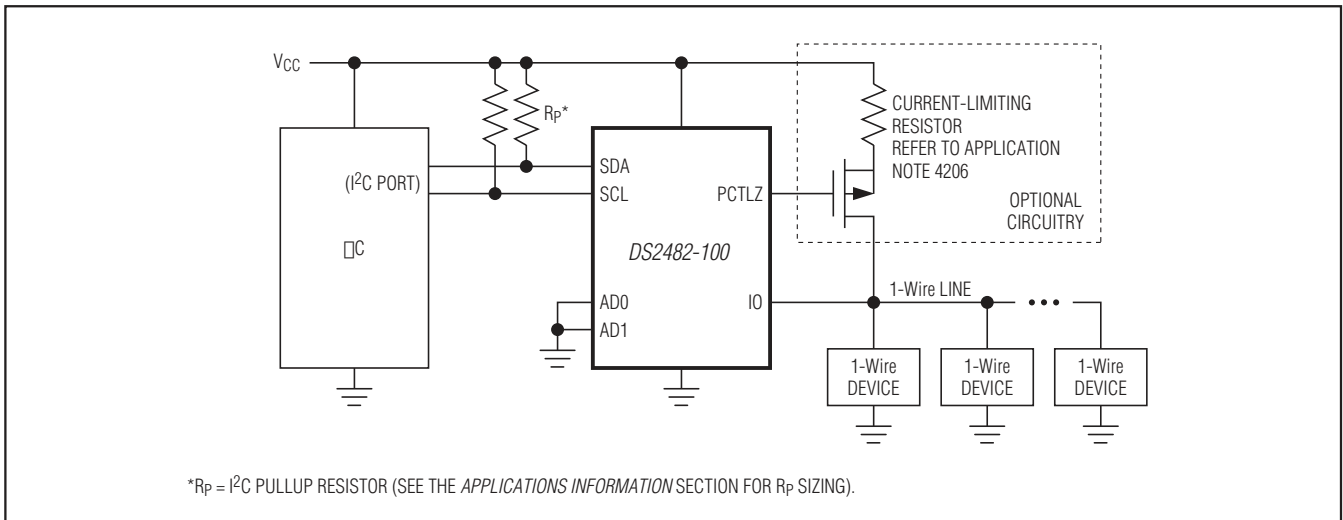 VCC
RP*
CURRENT-LIMITING
RESISTOR
REFER TO APPLICATION
NOTE 4206
OPTIONAL
CIRCUITRY
(I²C PORT)
▯C
SDA
SCL
PCTLZ
DS2482-100
AD0
AD1
IO
1-Wire LINE
1-Wire
DEVICE
1-Wire
DEVICE
1-Wire
DEVICE
*RP = I²C PULLUP RESISTOR (SEE THE APPLICATIONS INFORMATION SECTION FOR RP SIZING).